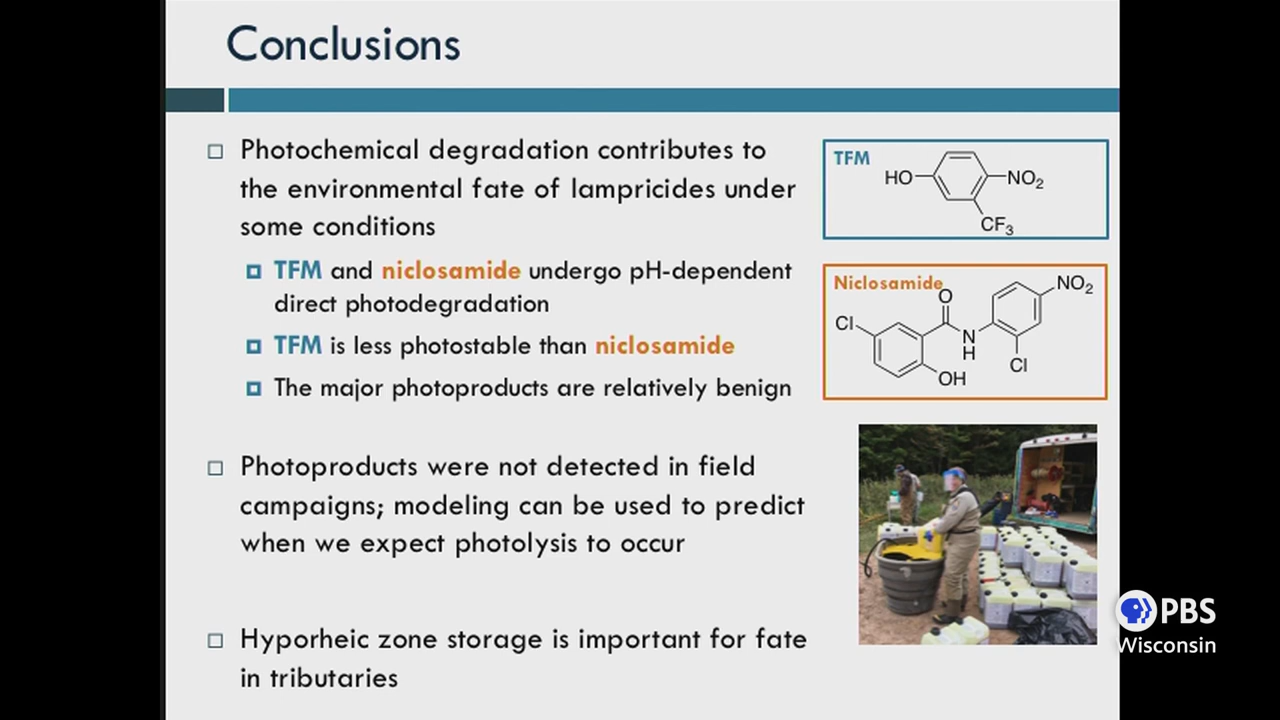 Conclusions
Photochemical degradation contributes to
the environmental fate of lampricides under
some conditions
TFM and niclosamide undergo pH-dependent
direct photodegradation
TFM is less photostable than niclosamide
The major photoproducts are relatively benign
Photoproducts were not detected in field
campaigns; modeling can be used to predict
when we expect photolysis to occur
Hyporheic zone storage is important for fate
in tributaries
TFM
HO
NO2
CF3
Niclosamide
O
NO2
Cl
N
H
Cl
OH
PBS
Wisconsin